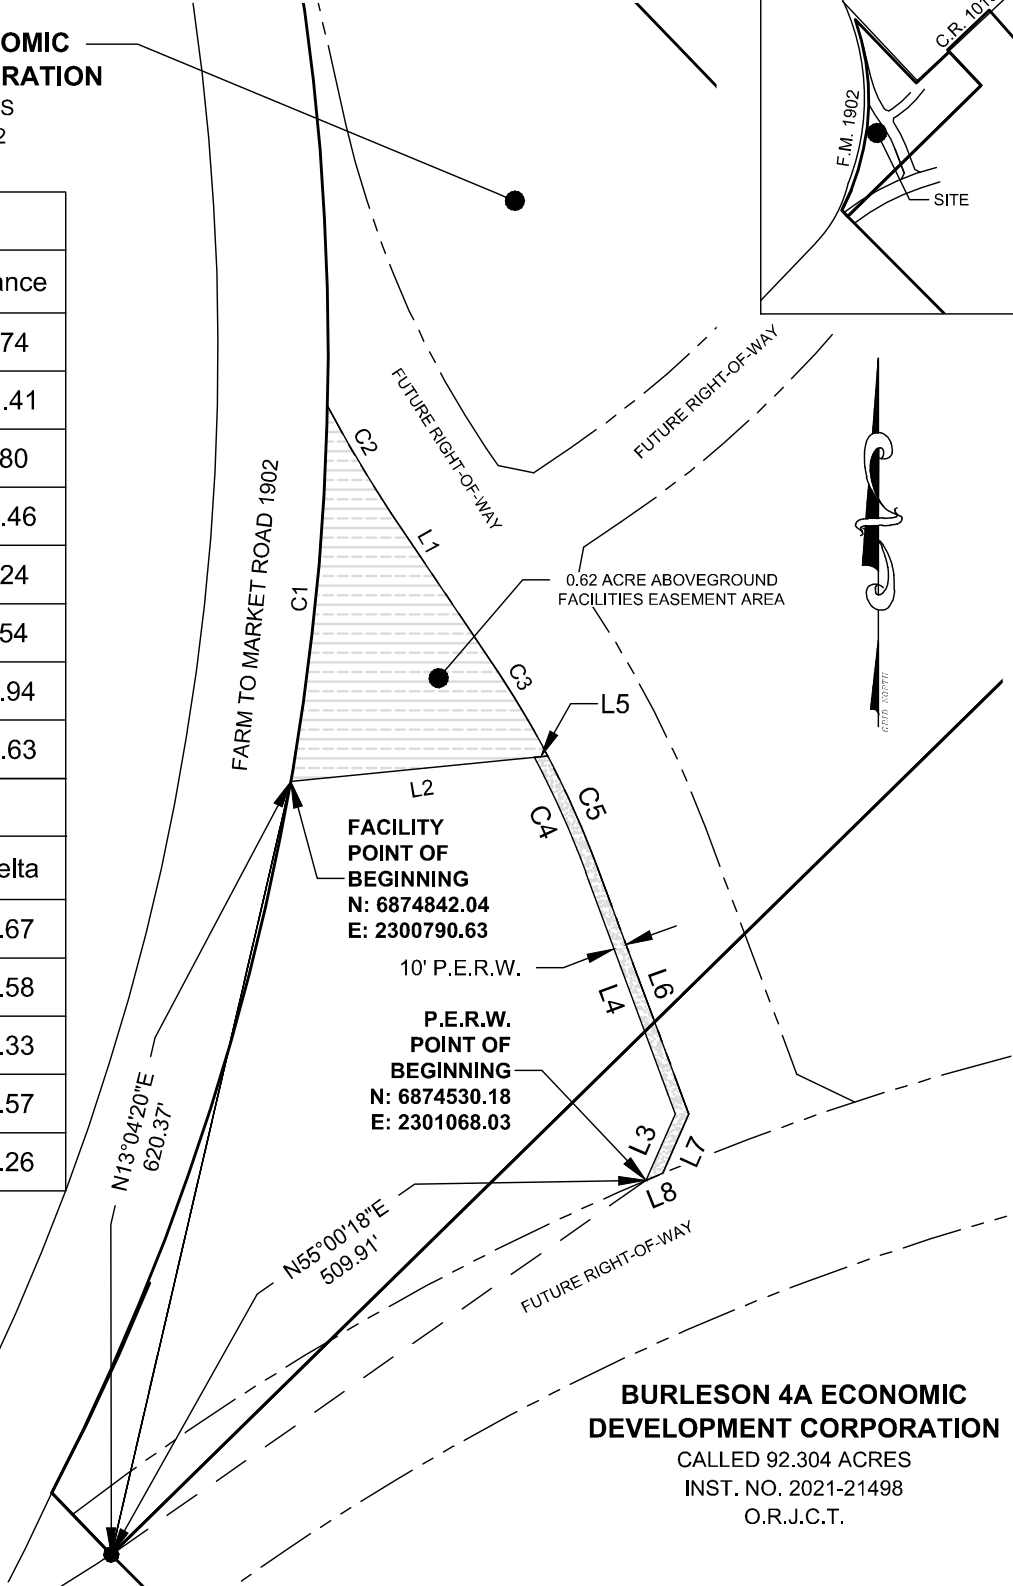 OMIC
RATION
S
2
ance
74
.41
80
.46
24
54
.94
.63
elta
.67
.58
.33
.57
.26
C.R. 101
F.M. 1902
SITE
FUTURE RIGHT-OF-WAY
FUTURE RIGHT-OF-WAY
C2
L1
FARM TO MARKET ROAD 1902
C1
0.62 ACRE ABOVEGROUND
FACILITIES EASEMENT AREA
C3
L5
GRID NORTH
L2
C4
C5
FACILITY
POINT OF
BEGINNING
N: 6874842.04
E: 2300790.63
10' P.E.R.W.
L4
L6
P.E.R.W.
POINT OF
BEGINNING
N: 6874530.18
E: 2301068.03
N13°04'20"E
620.37'
L3
L7
L8
N55°00'18"E
509.91'
FUTURE RIGHT-OF-WAY
BURLESON 4A ECONOMIC
DEVELOPMENT CORPORATION
CALLED 92.304 ACRES
INST. NO. 2021-21498
O.R.J.C.T.